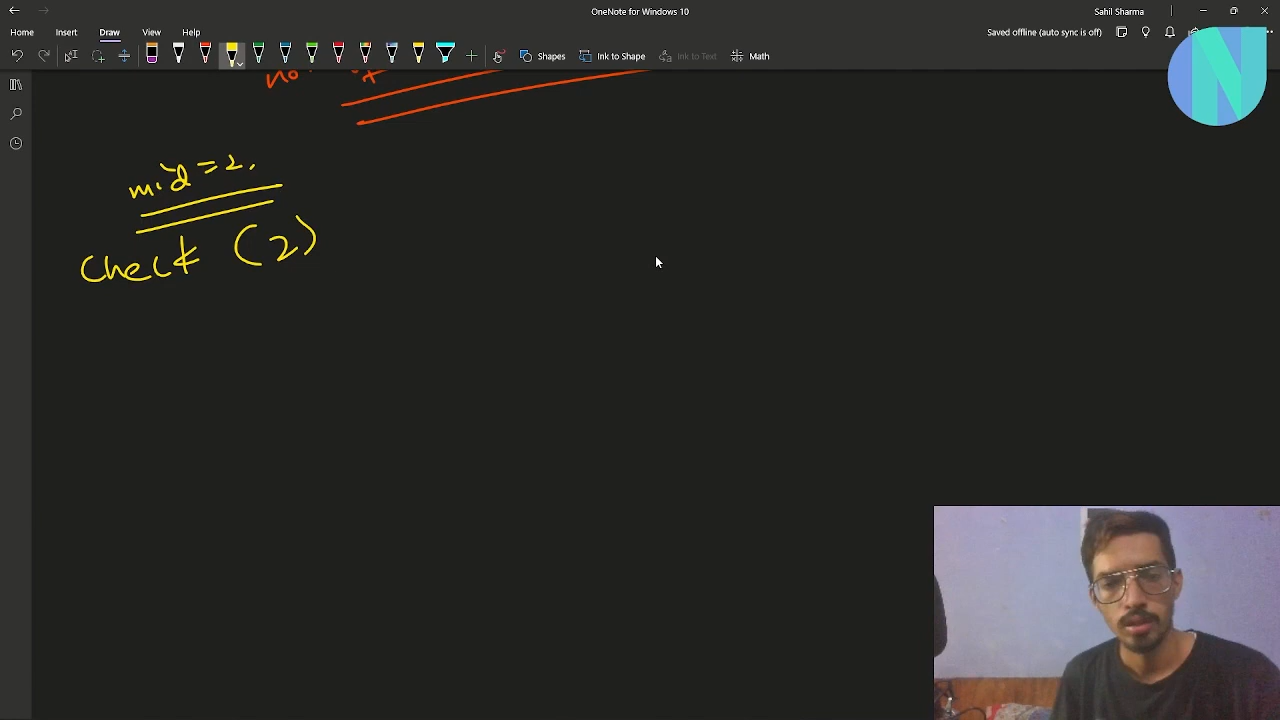 OneNote for Windows 10
Sahil Sharma
Home Insert Draw View Help
Saved offline (auto sync is off)
Shapes Ink to Shape Ink to Text Math
no.
mid = 2.
Check (2)
N